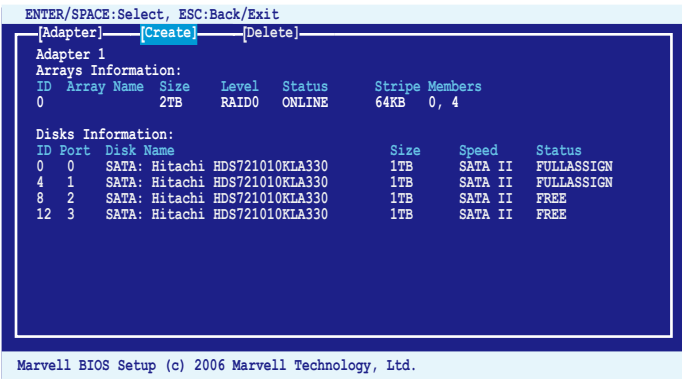 ENTER/SPACE:Select, ESC:Back/Exit
[Adapter] [Create] [Delete]
Adapter 1
Arrays Information:
ID Array Name Size Level Status Stripe Members
0 2TB RAID0 ONLINE 64KB 0, 4
Disks Information:
ID Port Disk Name Size Speed Status
0 0 SATA: Hitachi HDS721010KLA330 1TB SATA II FULLASSIGN
4 1 SATA: Hitachi HDS721010KLA330 1TB SATA II FULLASSIGN
8 2 SATA: Hitachi HDS721010KLA330 1TB SATA II FREE
12 3 SATA: Hitachi HDS721010KLA330 1TB SATA II FREE
Marvell BIOS Setup (c) 2006 Marvell Technology, Ltd.